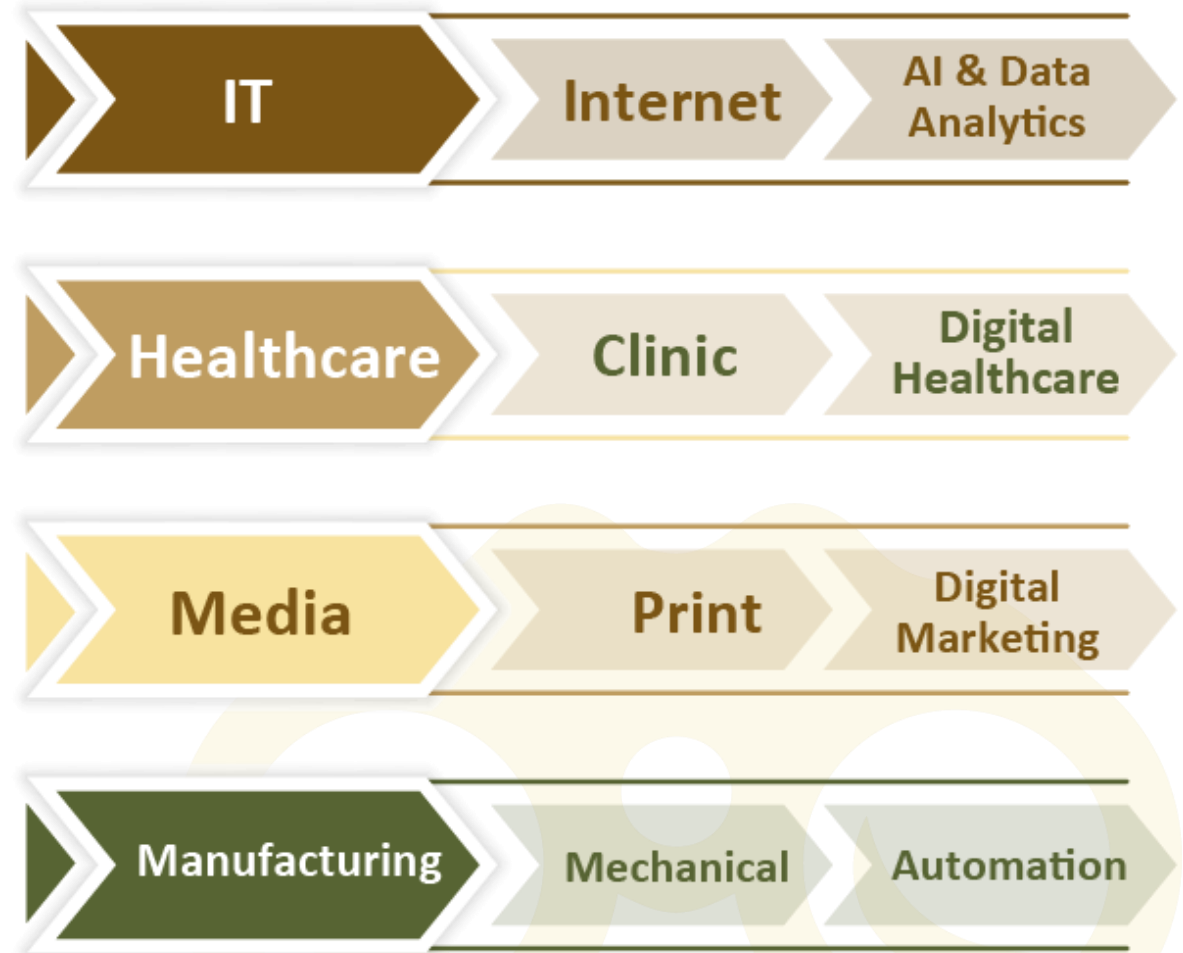 IT
Internet
AI & Data
Analytics
Healthcare
Clinic
Digital
Healthcare
Media
Print
Digital
Marketing
Manufacturing
Mechanical
Automation